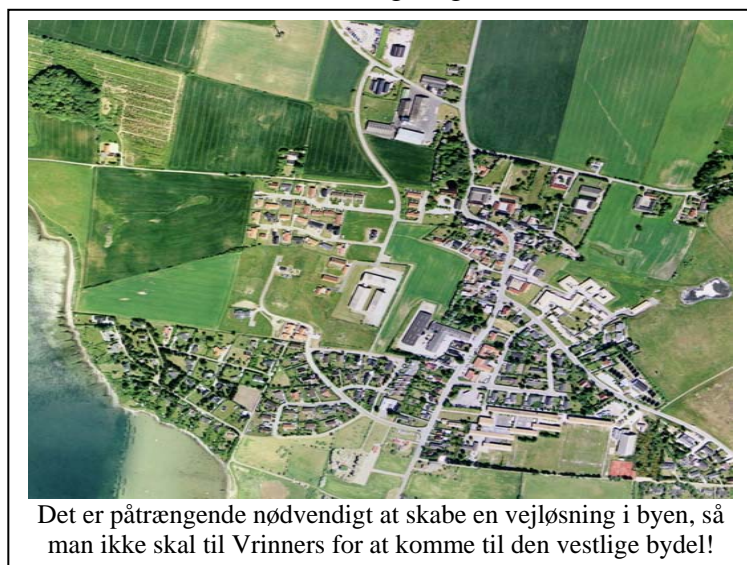 Det er påtrængende nødvendigt at skabe en vejløsning i byen, så
man ikke skal til Vrinners for at komme til den vestlige bydel!